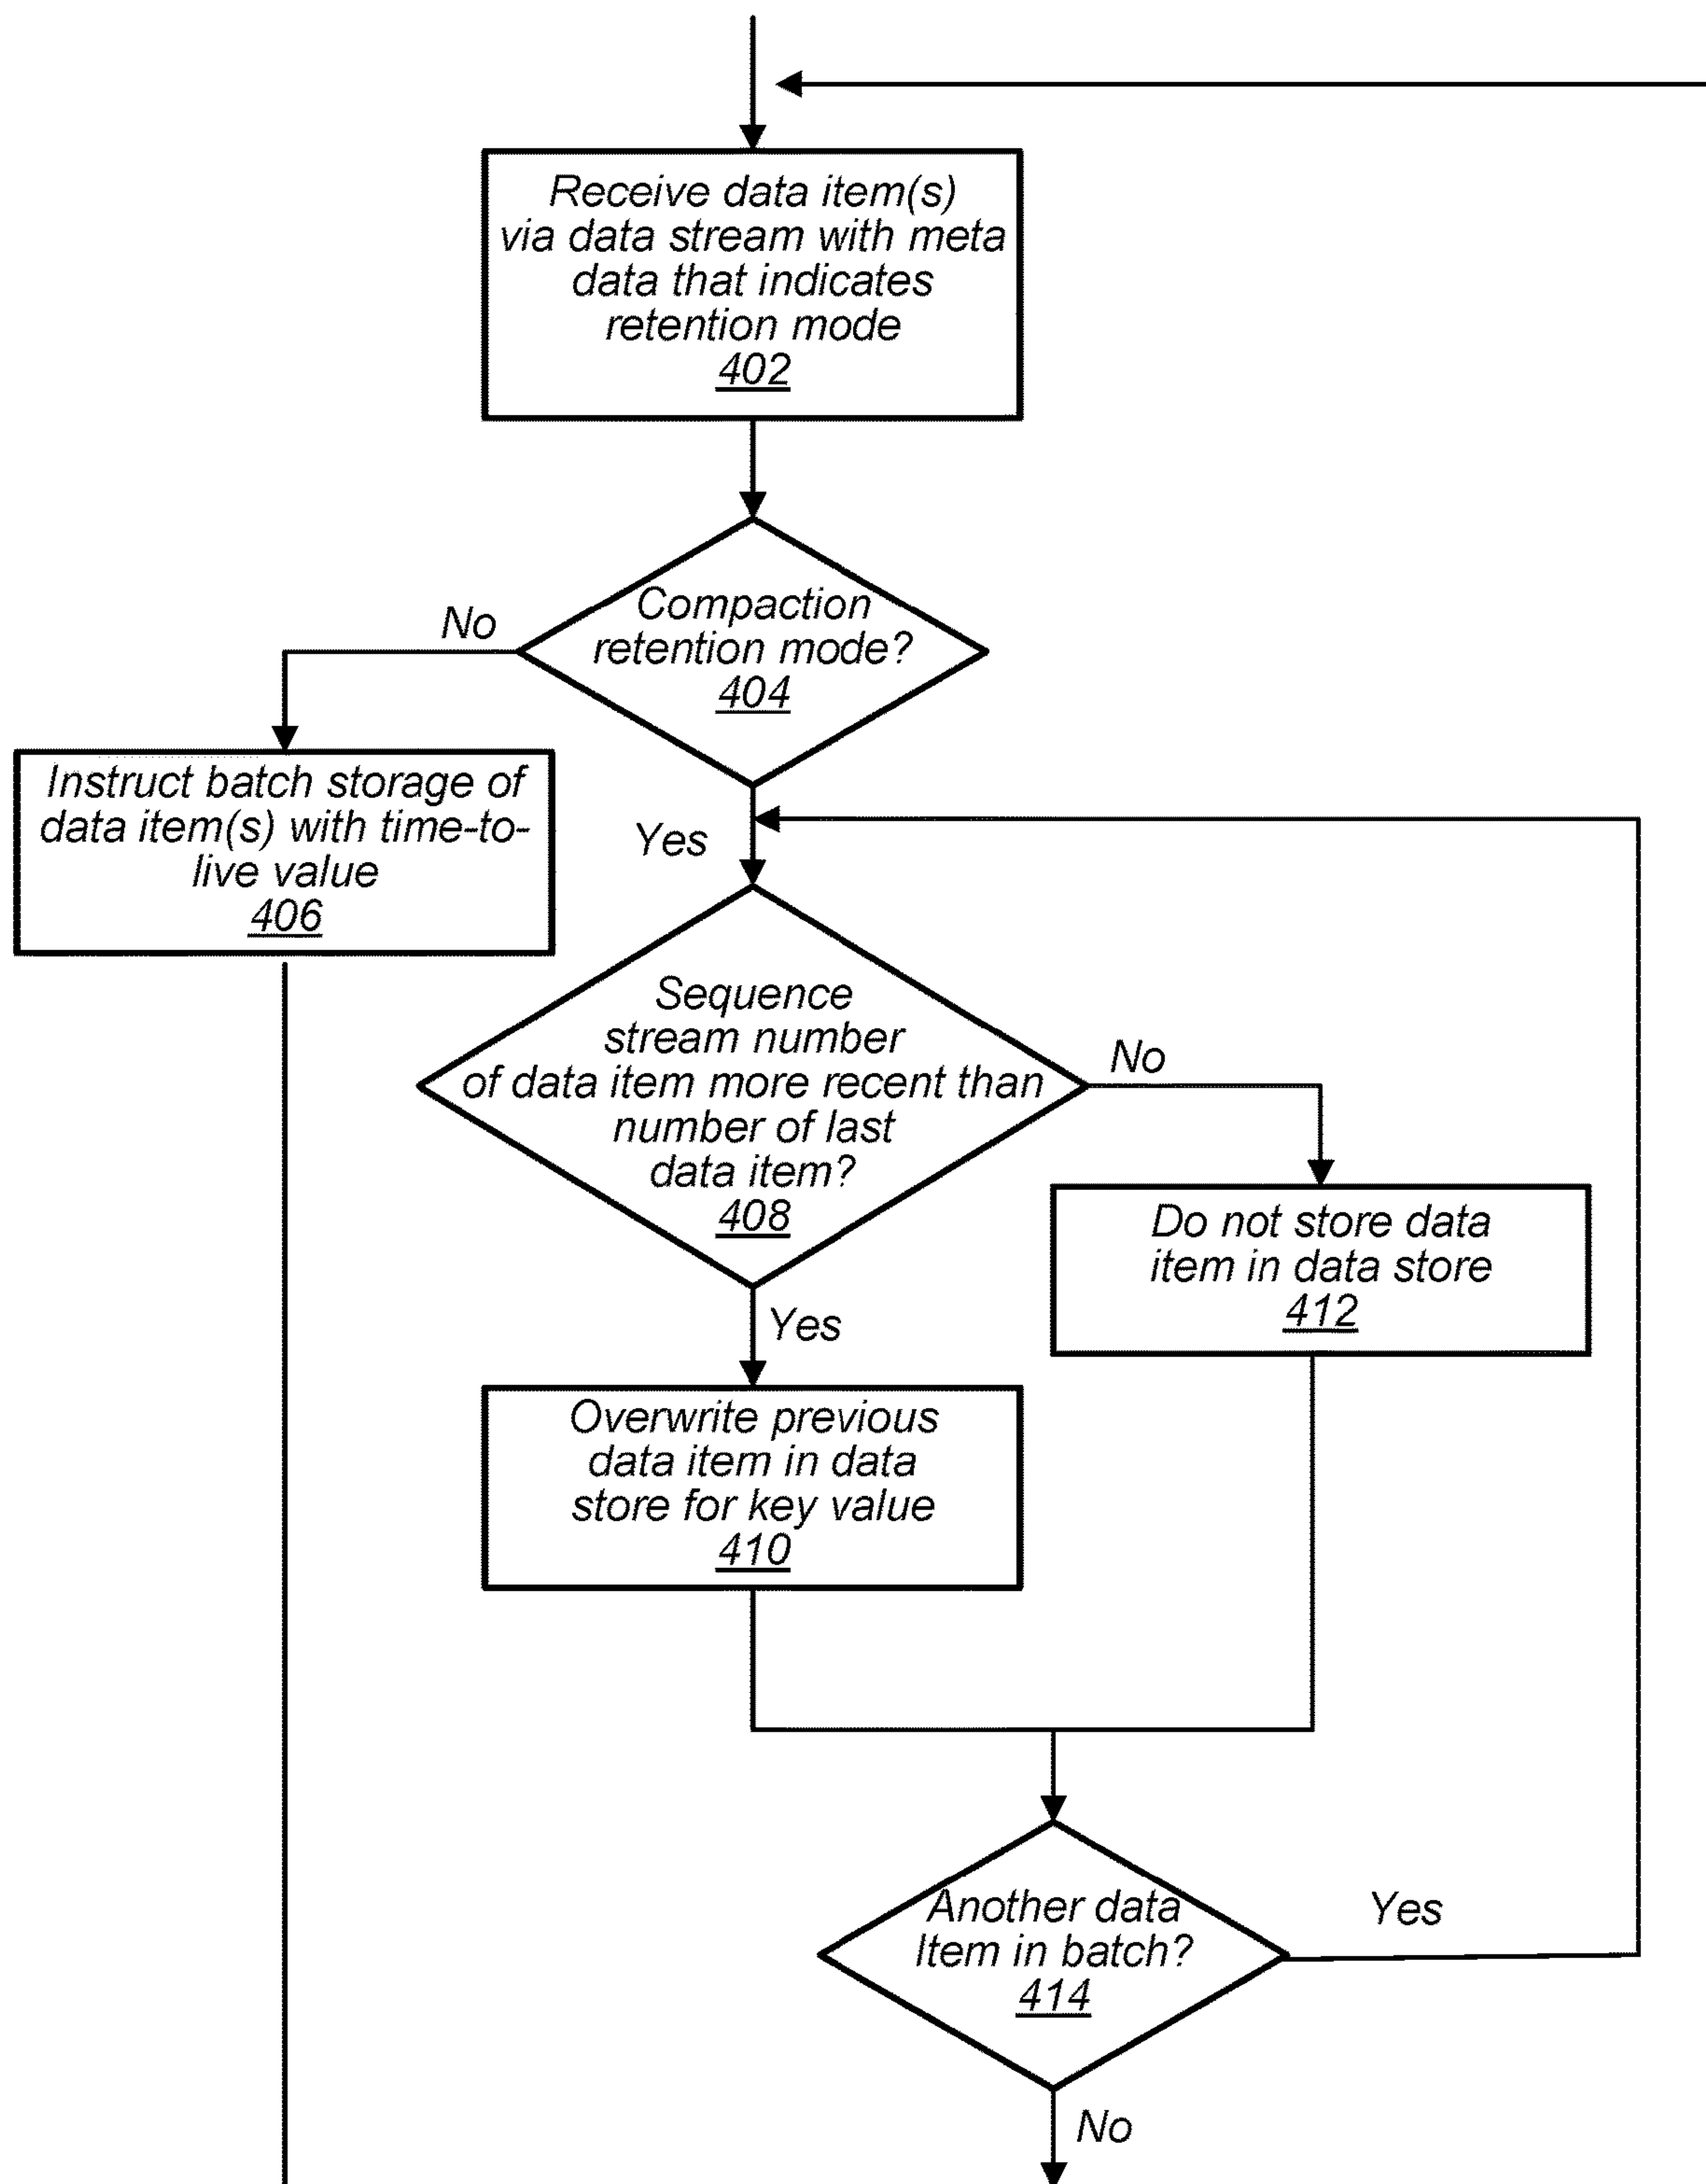 Receive data item(s)
via data stream with meta
data that indicates
retention mode
402
Compaction
retention mode?
404
No
Yes
Instruct batch storage of
data item(s) with time-to-
live value
406
Sequence
stream number
of data item more recent than
number of last
data item?
408
No
Yes
Do not store data
item in data store
412
Overwrite previous
data item in data
store for key value
410
Another data
Item in batch?
414
Yes
No